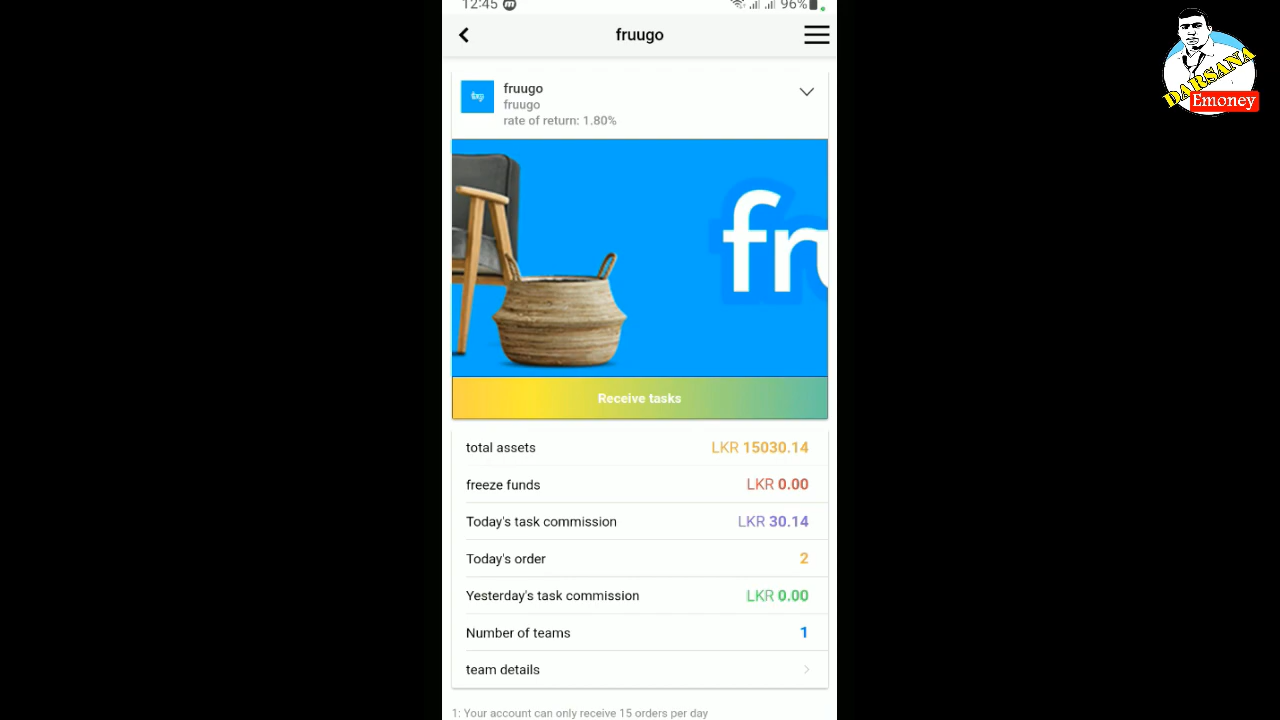 12:45
96%
fruugo
DARSANA
Emoney
fruugo
fruugo
rate of return: 1.80%
fru
Receive tasks
total assets LKR 15030.14
freeze funds LKR 0.00
Today's task commission LKR 30.14
Today's order 2
Yesterday's task commission LKR 0.00
Number of teams 1
team details
1: Your account can only receive 15 orders per day